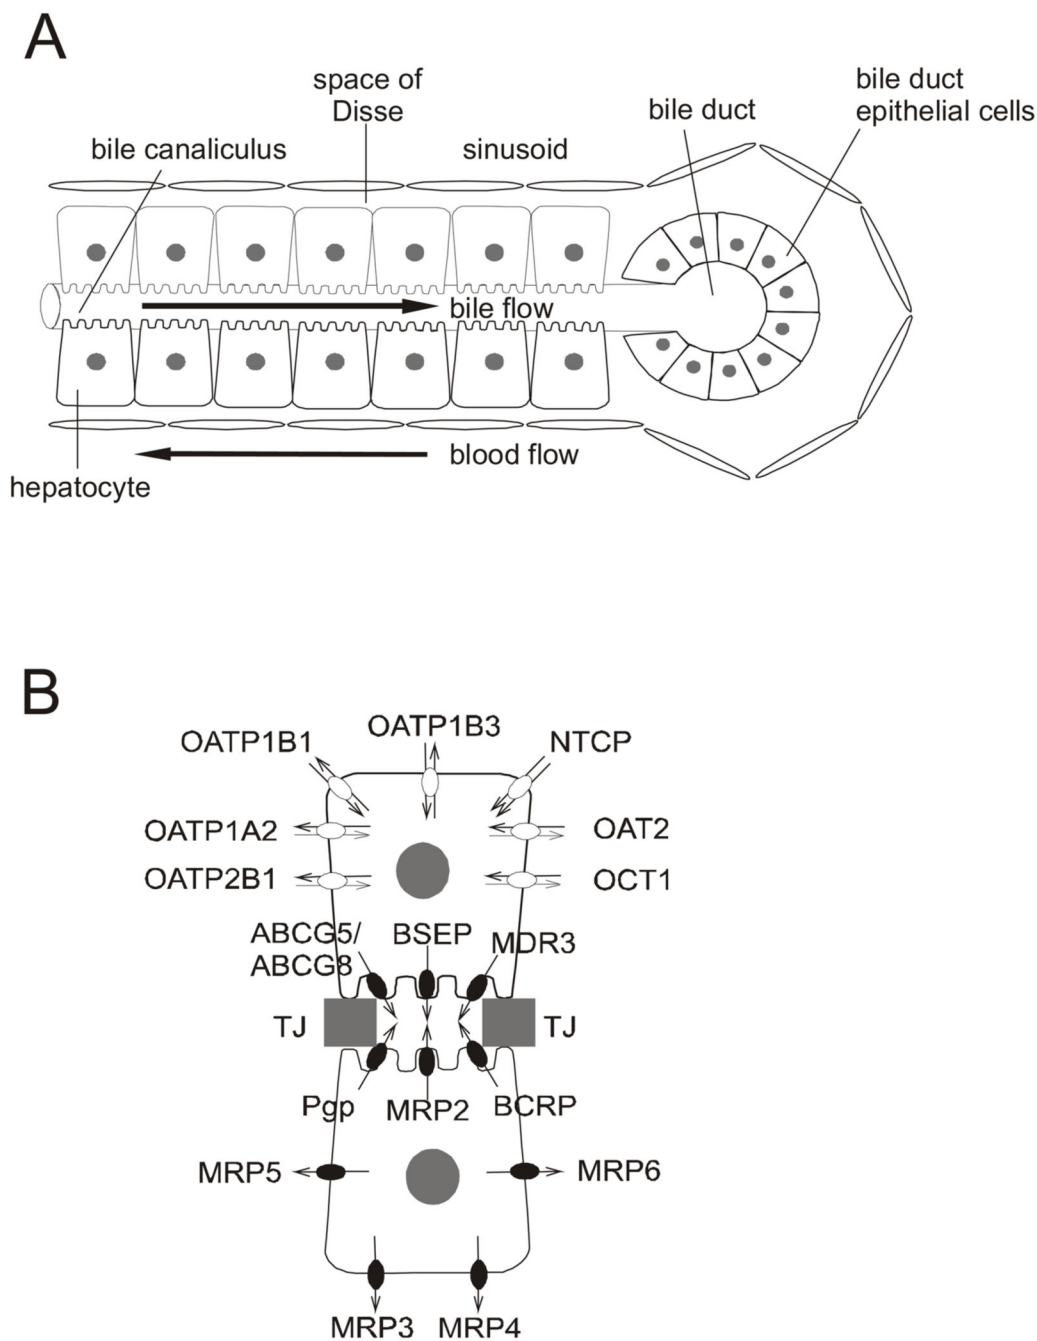 A
space of
Disse
bile duct
epithelial cells
bile duct
bile canaliculus
sinusoid
bile flow
blood flow
hepatocyte
B
OATP1B1
OATP1B3
NTCP
OATP1A2
OAT2
OATP2B1
OCT1
ABCG5/
ABCG8
BSEP
MDR3
TJ
TJ
Pgp
MRP2
BCRP
MRP5
MRP6
MRP3
MRP4